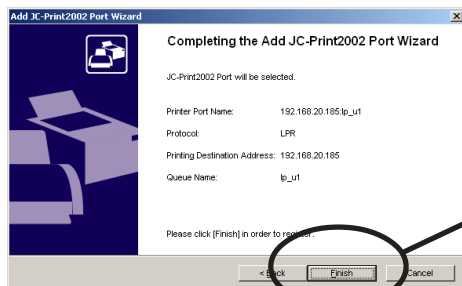 Add JC-Print2002 Port Wizard
Completing the Add JC-Print2002 Port Wizard
JC-Print2002 Port will be selected.
Printer Port Name: 192.168.20.185:lp_u1
Protocol: LPR
Printing Destination Address: 192.168.20.185
Queue Name: lp_u1
Please click [Finish] in order to register.
< Back Finish Cancel